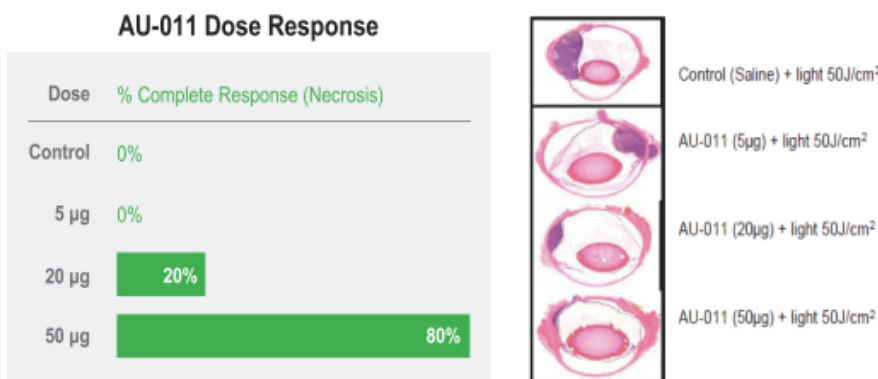 AU-011 Dose Response
Dose % Complete Response (Necrosis)
Control 0%
5 µg 0%
20 µg 20%
50 µg 80%
Control (Saline) + light 50J/cm²
AU-011 (5µg) + light 50J/cm²
AU-011 (20µg) + light 50J/cm²
AU-011 (50µg) + light 50J/cm²